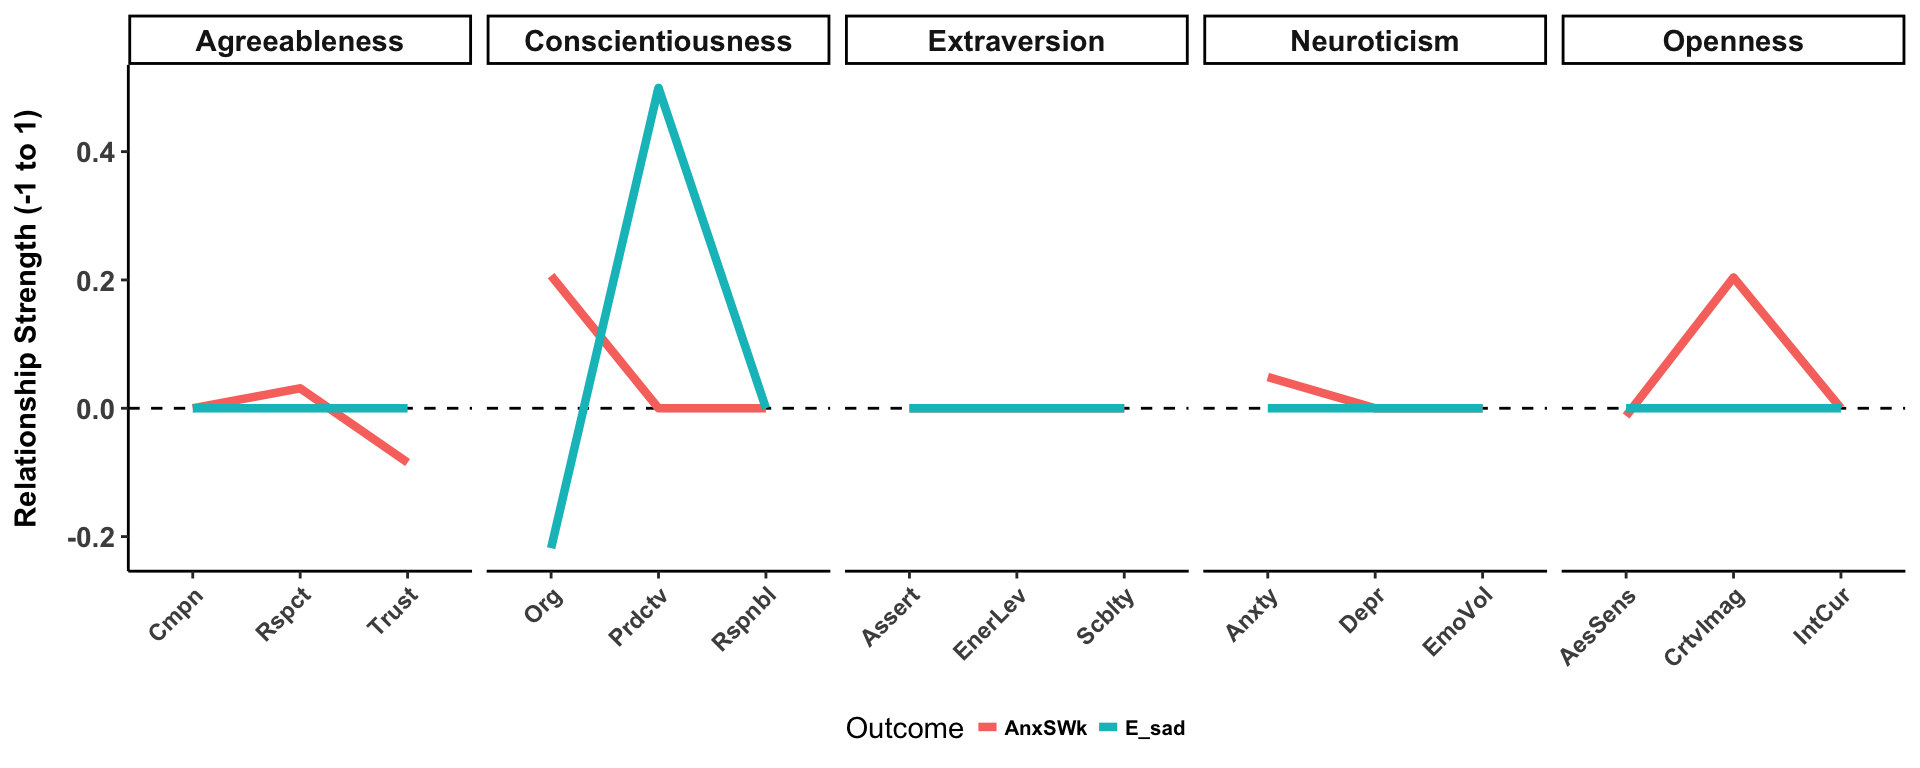 Agreeableness Conscientiousness Extraversion Neuroticism Openness
Relationship Strength (-1 to 1)
0.4
0.2
0.0
-0.2
Cmpn Rspct Trust Org Prdctv Rspnbl Assert EnerLev Scblty Anxty Depr EmoVol AesSens CrtvImag IntCur
Outcome AnxSWk E_sad